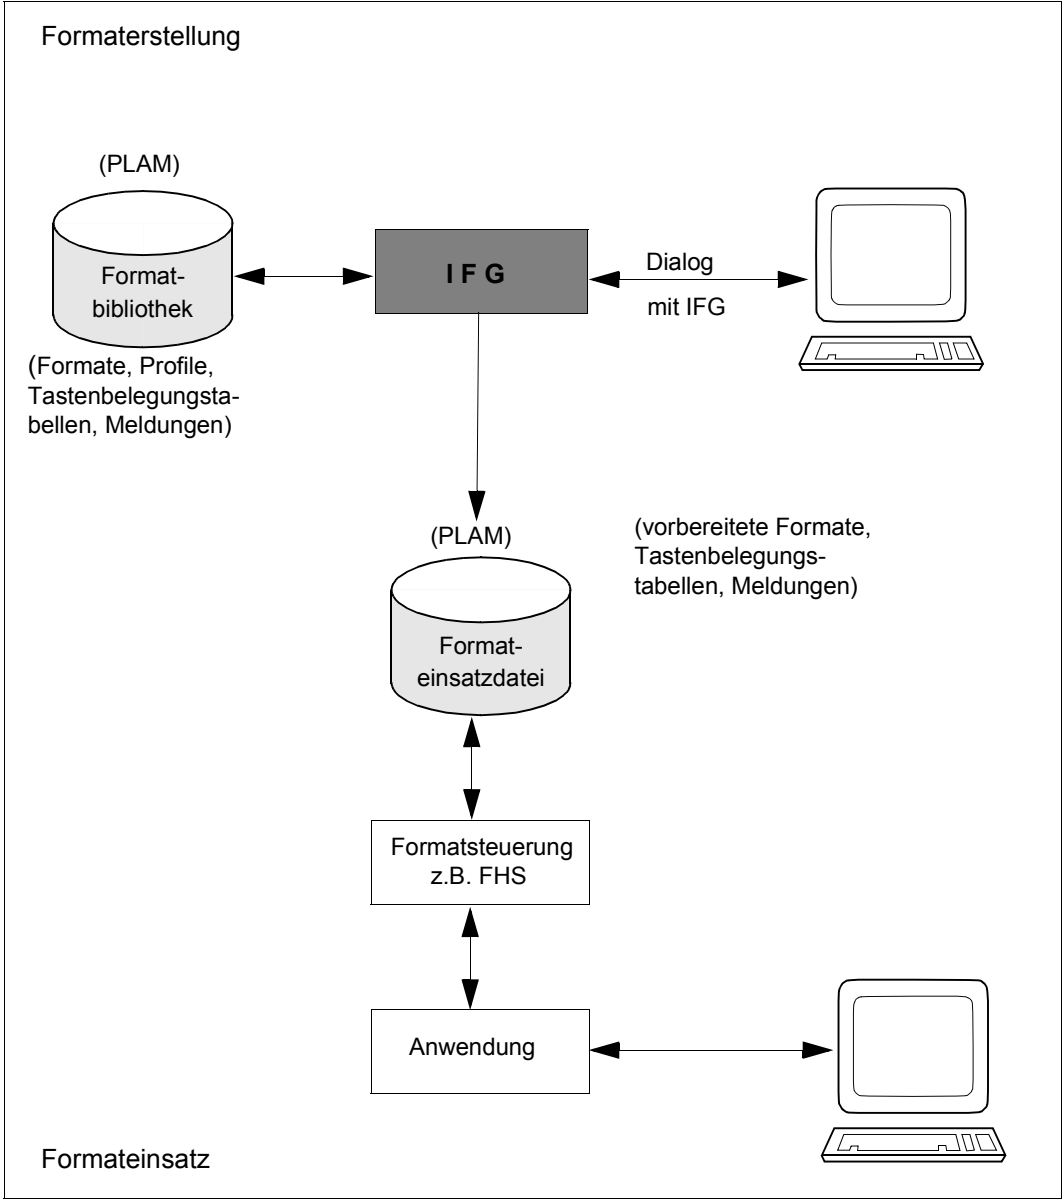 Formaterstellung
(PLAM)
Format-
bibliothek
(Formate, Profile,
Tastenbelegungsta-
bellen, Meldungen)
I F G
Dialog
mit IFG
(PLAM)
(vorbereitete Formate,
Tastenbelegungs-
tabellen, Meldungen)
Format-
einsatzdatei
Formatsteuerung
z.B. FHS
Anwendung
Formateinsatz